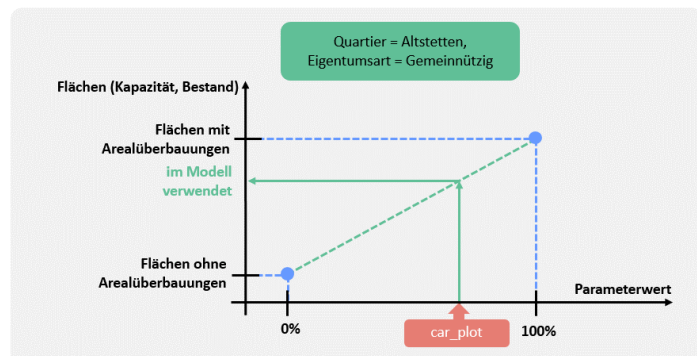 Quartier = Altstetten,
Eigentumsart = Gemeinnützig
Flächen (Kapazität, Bestand)
Flächen mit
Arealüberbauungen
im Modell
verwendet
Flächen ohne
Arealüberbauungen
Parameterwert
0%
car_plot
100%